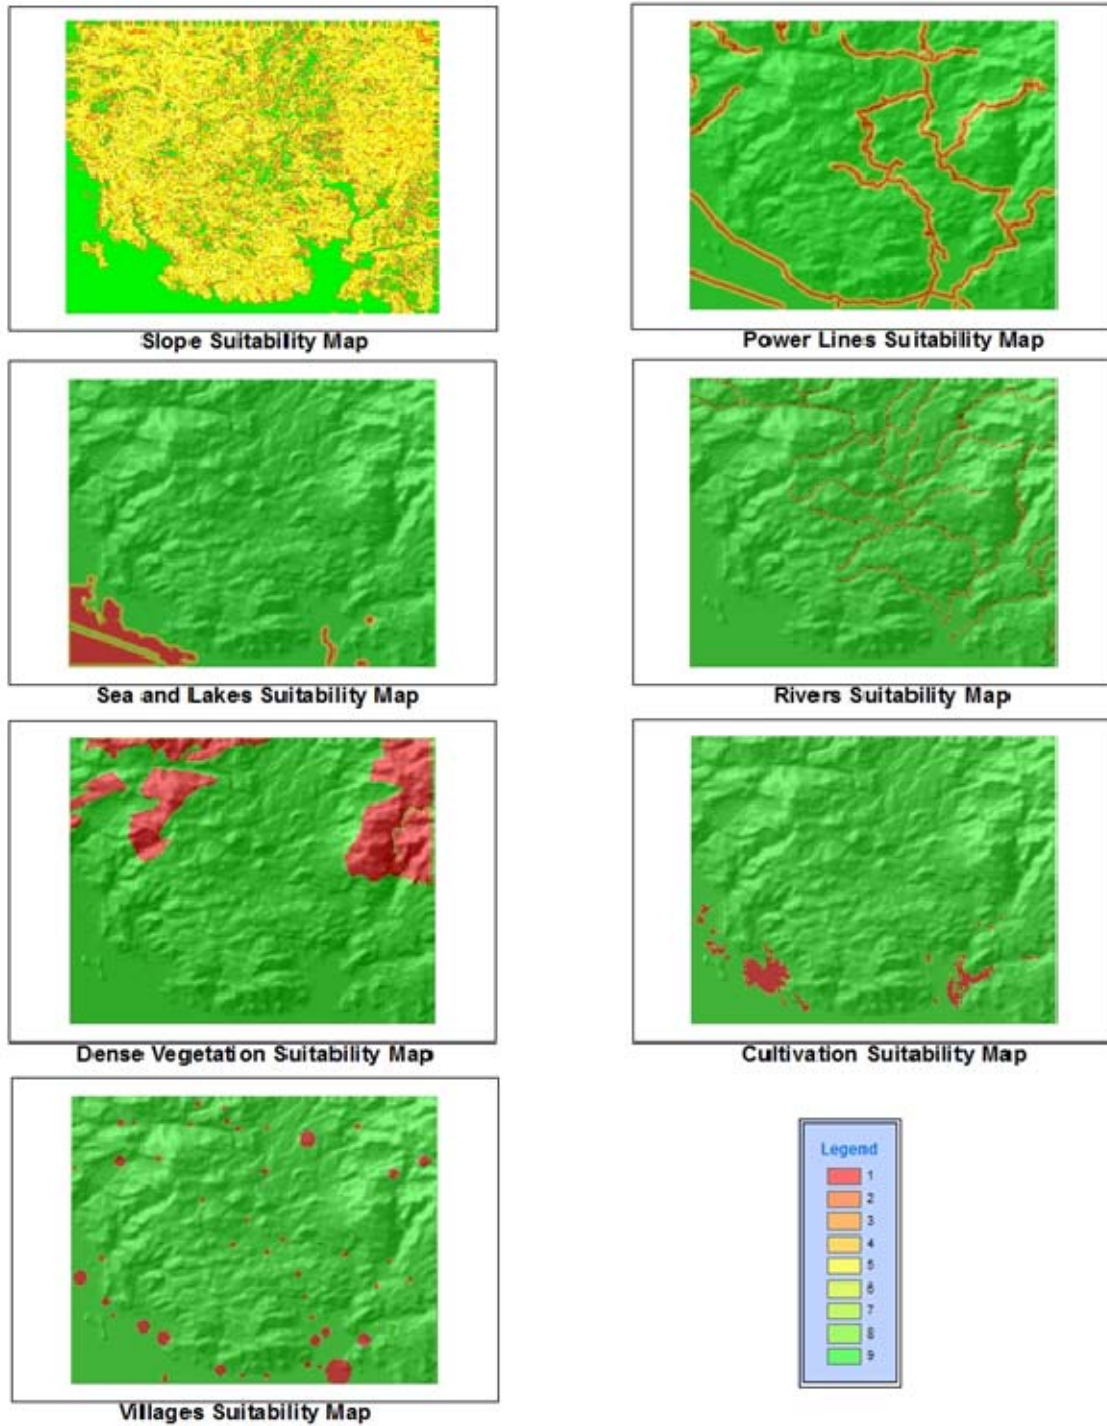 Slope Suitability Map
Power Lines Suitability Map
Sea and Lakes Suitability Map
Rivers Suitability Map
Dense Vegetation Suitability Map
Cultivation Suitability Map
Villages Suitability Map
Legend
1
2
3
4
5
6
7
8
9